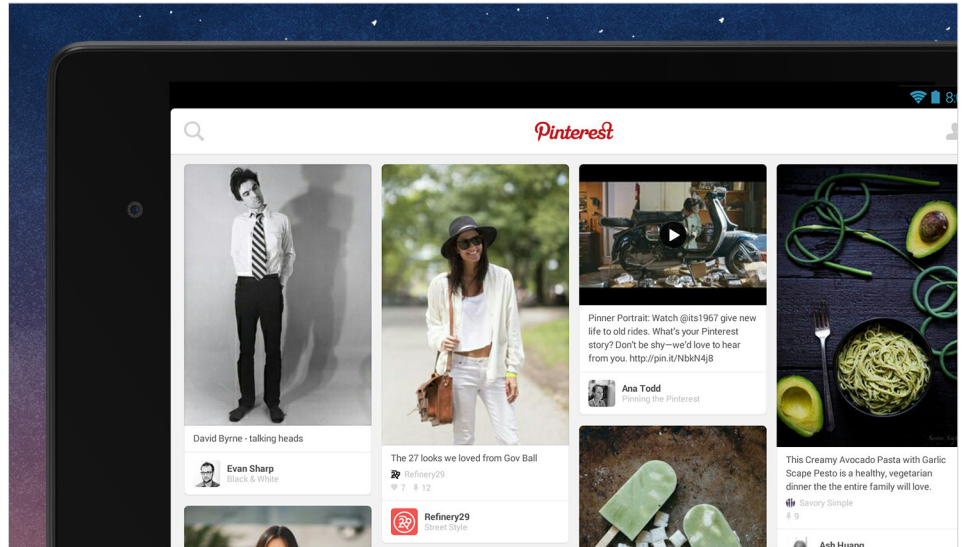 8:
Pinterest
David Byrne - talking heads
Evan Sharp
Black & White
The 27 looks we loved from Gov Ball
Refinery29
7 12
29
Refinery29
Street Style
Pinner Portrait: Watch @its1967 give new
life to old rides. What's your Pinterest
story? Don't be shy—we'd love to hear
from you. http://pin.it/NbkN4j8
Ana Todd
Pinning the Pinterest
This Creamy Avocado Pasta with Garlic
Scape Pesto is a healthy, vegetarian
dinner the the entire family will love.
Savory Simple
9
Ash Huang